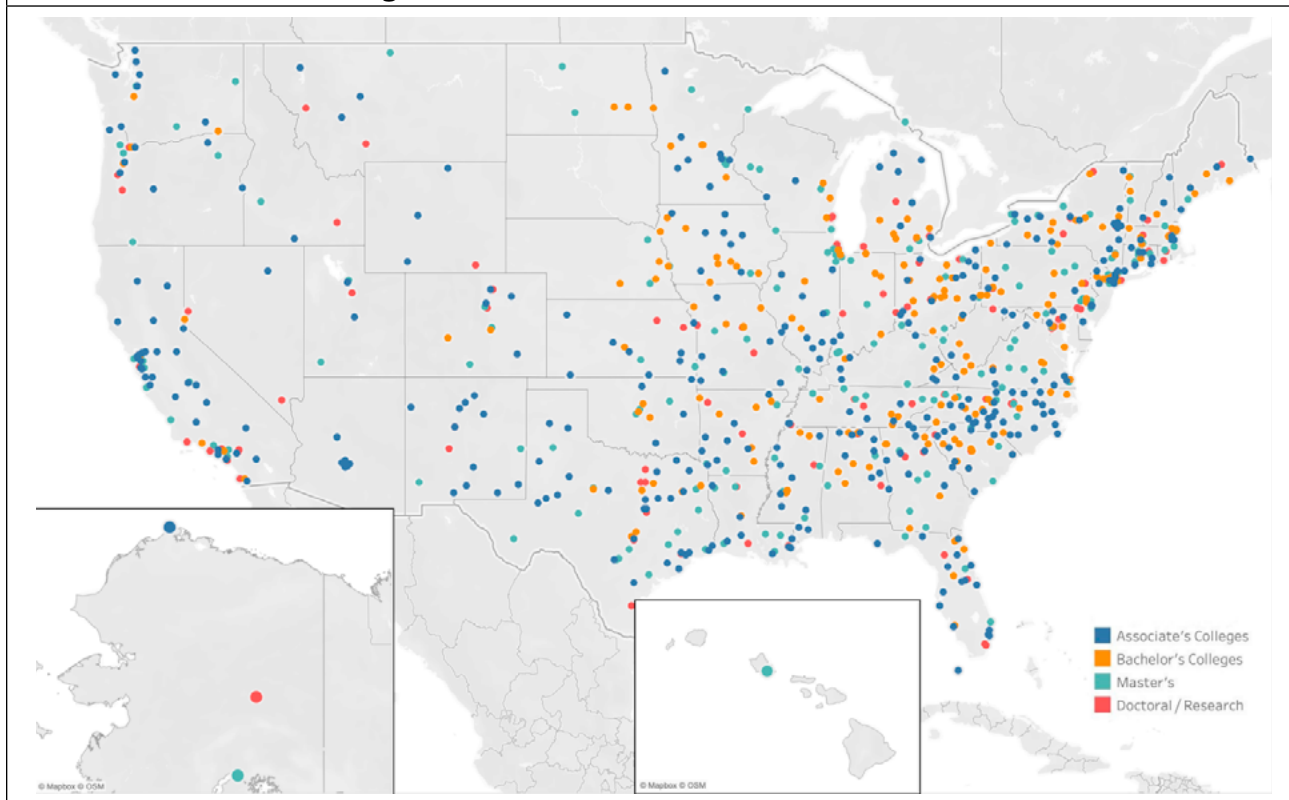 Associate's Colleges
Bachelor's Colleges
Master's
Doctoral / Research
© Mapbox © OSM
© Mapbox © OSM